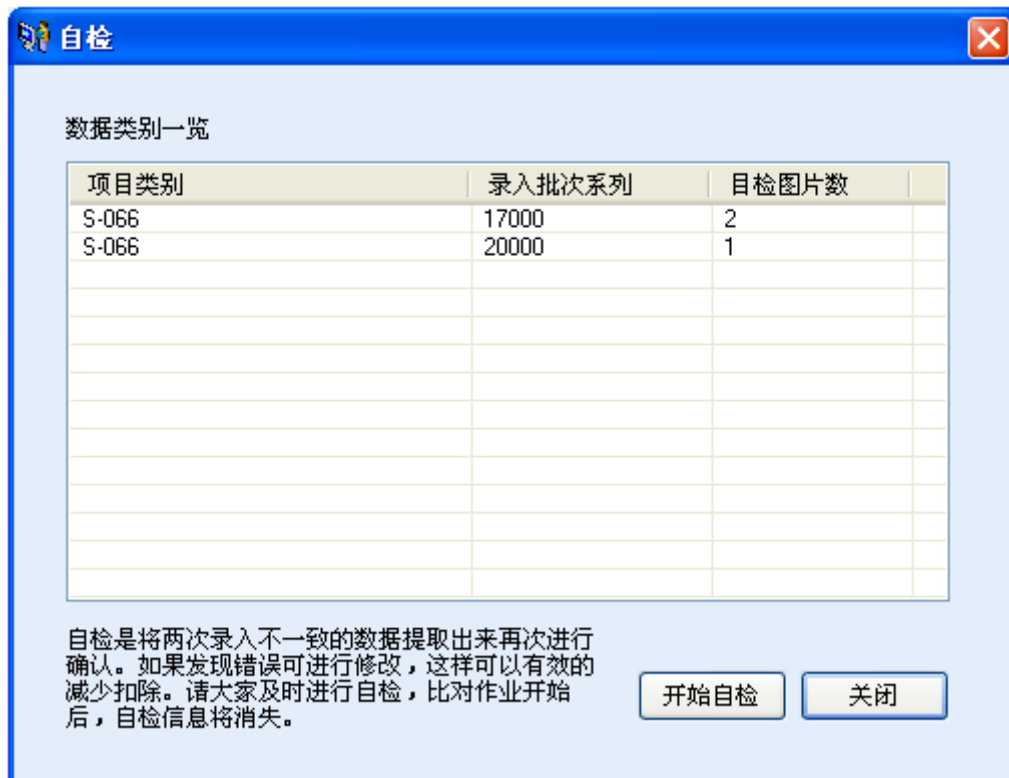 自检
数据类别一览
项目类别 录入批次系列 目检图片数
S-066 17000 2
S-066 20000 1
自检是将两次录入不一致的数据提取出来再次进行
确认。如果发现错误可进行修改，这样可以有效的
减少扣除。请大家及时进行自检，比对作业开始
后，自检信息将消失。
开始自检 关闭